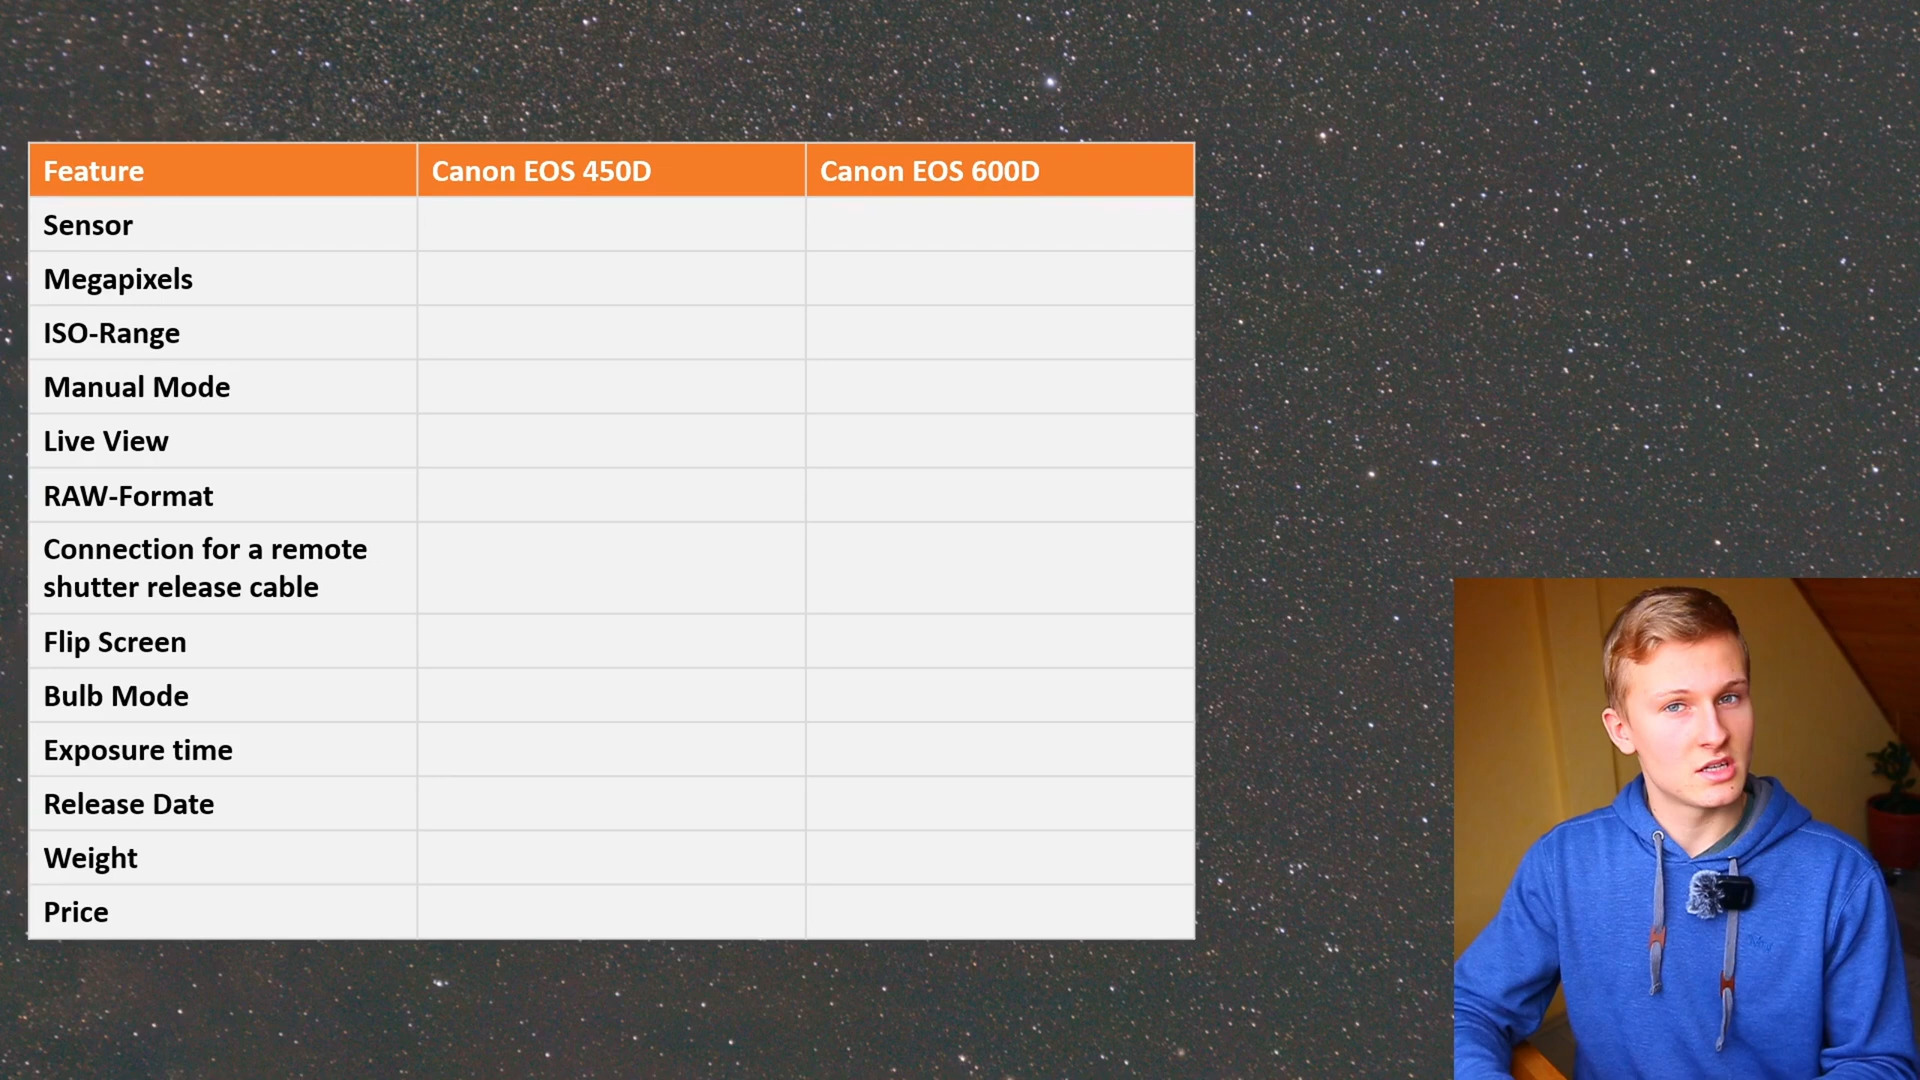 Feature Canon EOS 450D Canon EOS 600D
Sensor
Megapixels
ISO-Range
Manual Mode
Live View
RAW-Format
Connection for a remote
shutter release cable
Flip Screen
Bulb Mode
Exposure time
Release Date
Weight
Price